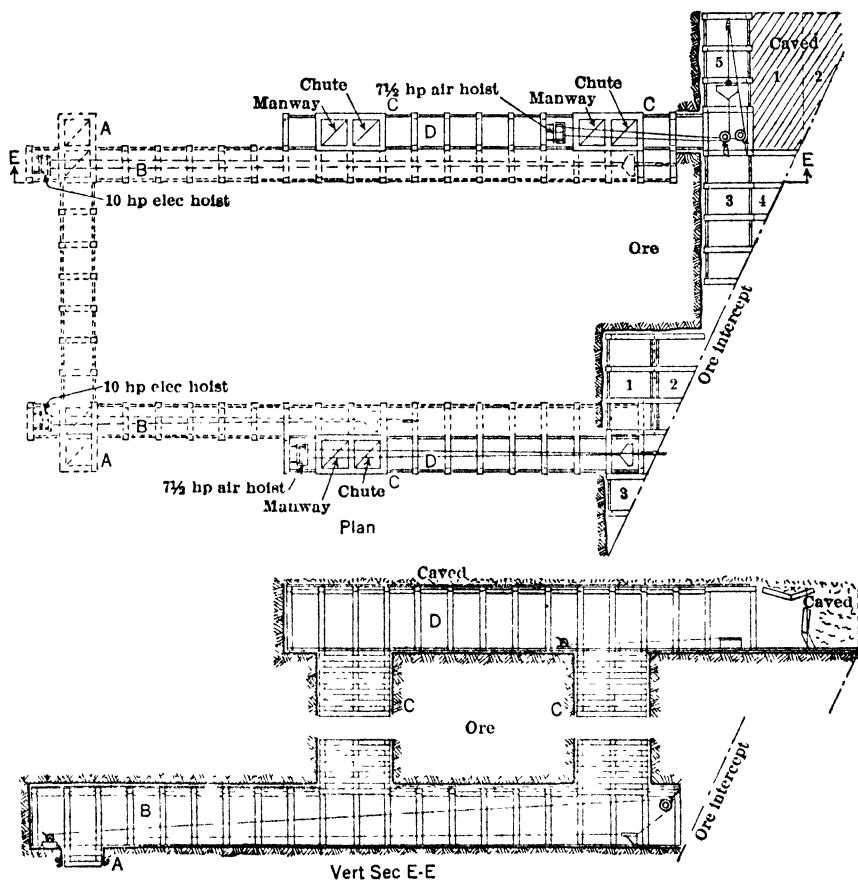 Caved
5
1
2
7½ hp air hoist
Chute
Manway
C
Chute
Manway
C
A
D
E
B
E
10 hp elec hoist
3
4
Ore
Ore intercept
10 hp elec hoist
1
2
B
D
A
7½ hp air hoist
Manway
Chute
C
3
Plan
Caved
Caved
D
C
C
Ore
B
Ore intercept
A
Vert Sec E-E